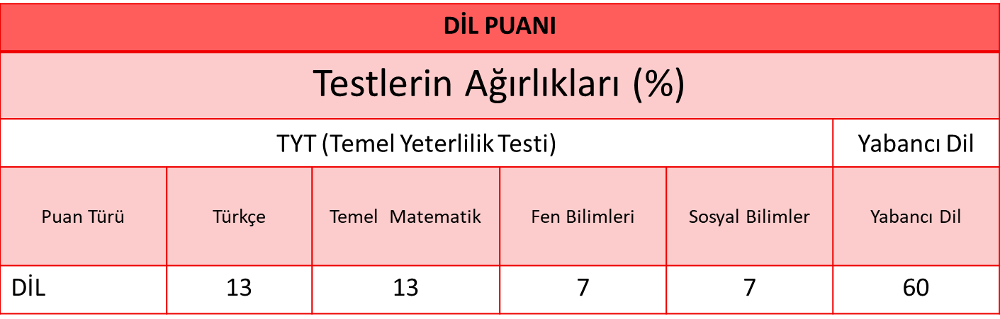 DİL PUANI
Testlerin Ağırlıkları (%)
TYT (Temel Yeterlilik Testi) Yabancı Dil
Puan Türü Türkçe Temel Matematik Fen Bilimleri Sosyal Bilimler Yabancı Dil
DİL 13 13 7 7 60